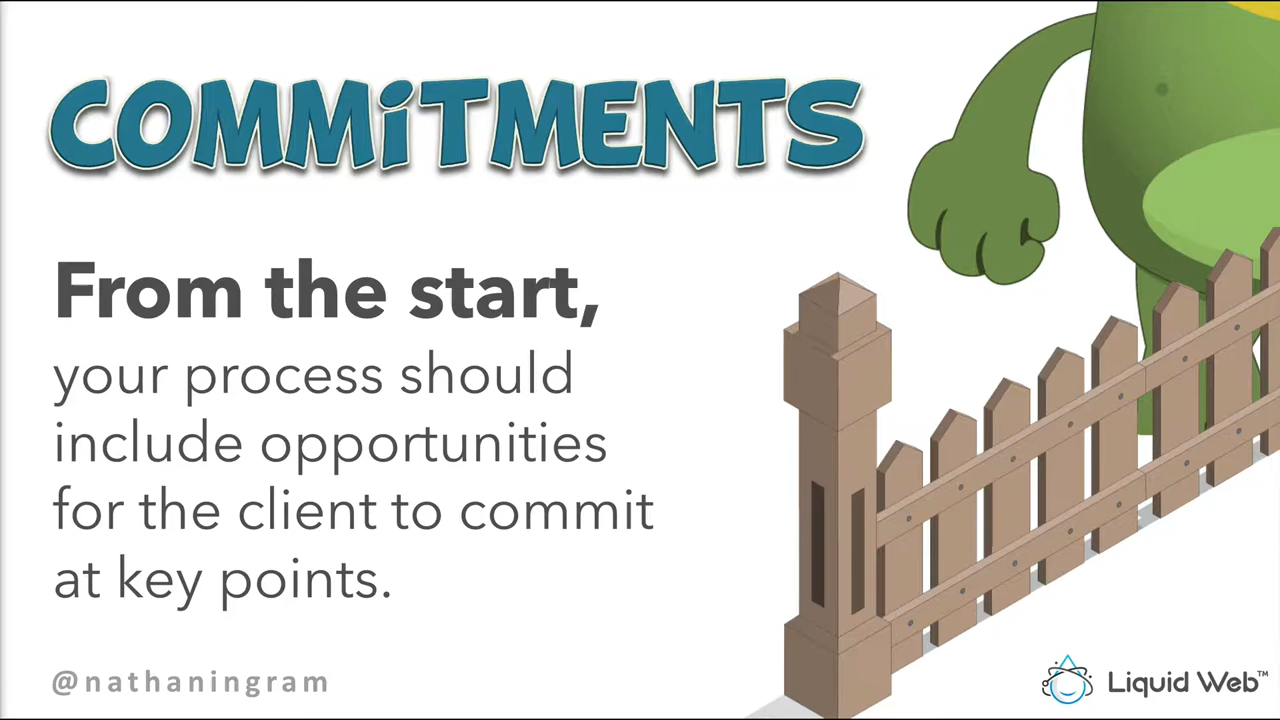 COMMiTMENTS
From the start,
your process should
include opportunities
for the client to commit
at key points.
@nathaningram
Liquid Web™